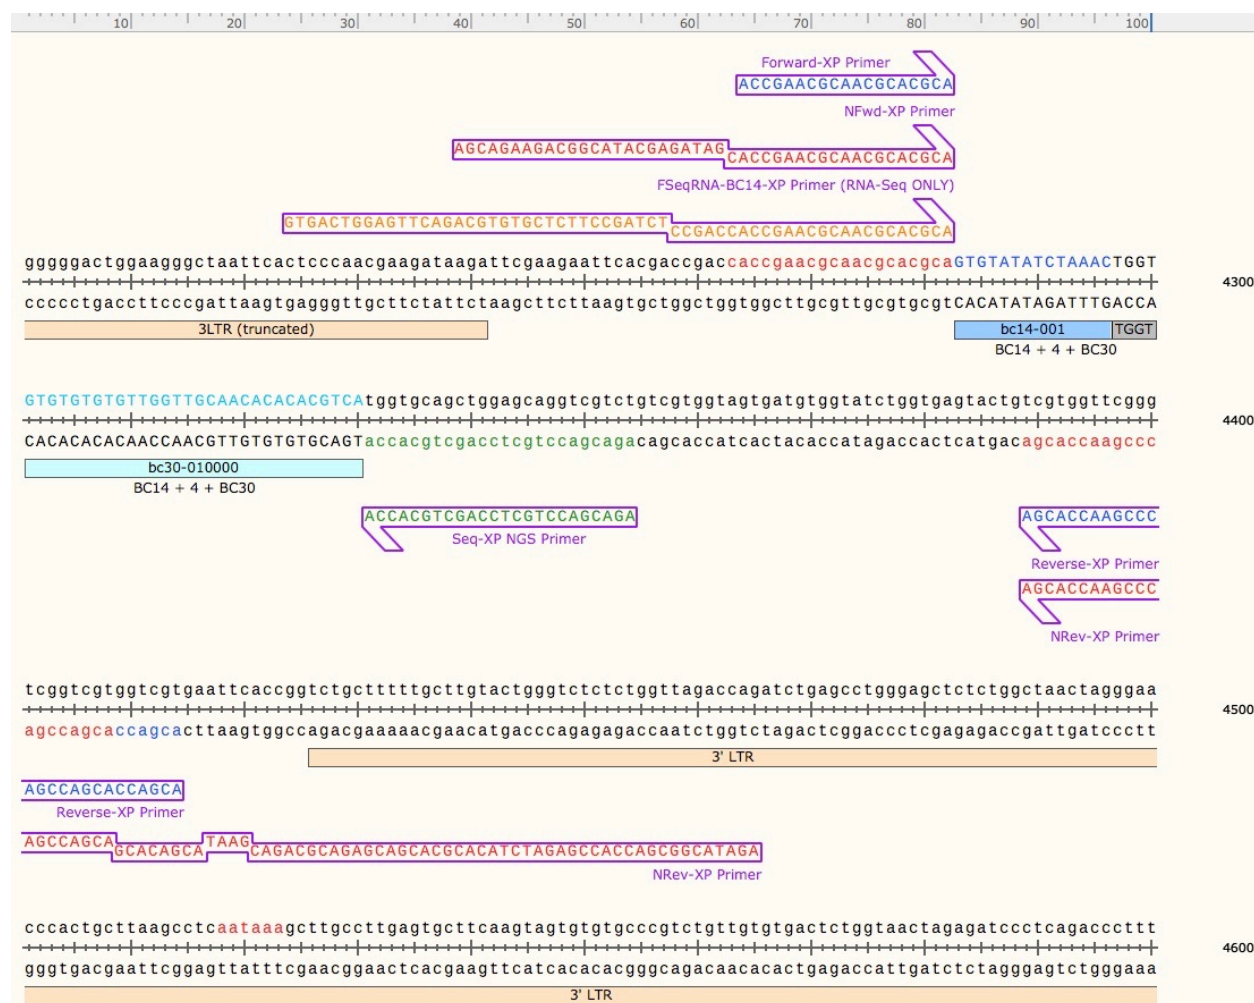 10 20 30 40 50 60 70 80 90 100
Forward-XP Primer
ACCGAACGCAACGCACGCA
NFwd-XP Primer
AGCAGAAGACGGCATACGAGATAG
CACCGAACGCAACGCACGCA
FSeqRNA-BC14-XP Primer (RNA-Seq ONLY)
GTGACTGGAGTTCAGACGTGTGCTCTTCCGATCT
CCGACCACCGAACGCAACGCACGCA
gggggactggaagggctaattcactcccaacgaagataagattcgaagaattcacgaccgaccaccgaacgcaacgcacgcaGTGTATATCTAAACTGGT
4300
ccccctgaccttcccgattaagtgagggttgcttctattctaagcttcttaagtgctggctggtggcttgcgttgcgtgcgtCACATATAGATTTGACCA
3LTR (truncated) bc14-001 TGGT
BC14 + 4 + BC30
GTGTGTGTGTTGGTTGCAACACACACGTCAtggtgcagctggagcaggtcgtctgtcgtggtagtgatgtggtatctggtgagtactgtcgtggttcggg
4400
CACACACACAACCAACGTTGTGTGTGCAGTaccacgtcgacctcgtccagcagacagcaccatcactacaccatagaccactcatgacagcaccaagccc
bc30-010000
BC14 + 4 + BC30
ACCACGTCGACCTCGTCCAGCAGA AGCACCAAGCCC
Seq-XP NGS Primer
Reverse-XP Primer
AGCACCAAGCCC
NRev-XP Primer
tcggtcgtggtcgtgaattcaccggtctgctttttgcttgtactgggtctctctggttagaccagatctgagcctgggagctctctggctaactagggaa
4500
agccagcaccagcacttaagtggccagacgaaaaacgaacatgacccagagagaccaatctggtctagactcggaccctcgagagaccgattgatccctt
3' LTR
AGCCAGCACCAGCA
Reverse-XP Primer
AGCCAGCA TAAG
GCACAGCA CAGACGCAGAGCAGCACGCACATCTAGAGCCACCAGCGGCATAGA
NRev-XP Primer
cccactgcttaagcctcaataaagcttgccttgagtgcttcaagtagtgtgtgcccgtctgttgtgtgactctggtaactagagatccctcagacccttt
4600
gggtgacgaattcggagttatttcgaacggaactcacgaagttcatcacacacgggcagacaacacactgagaccattgatctctagggagtctgggaaa
3' LTR